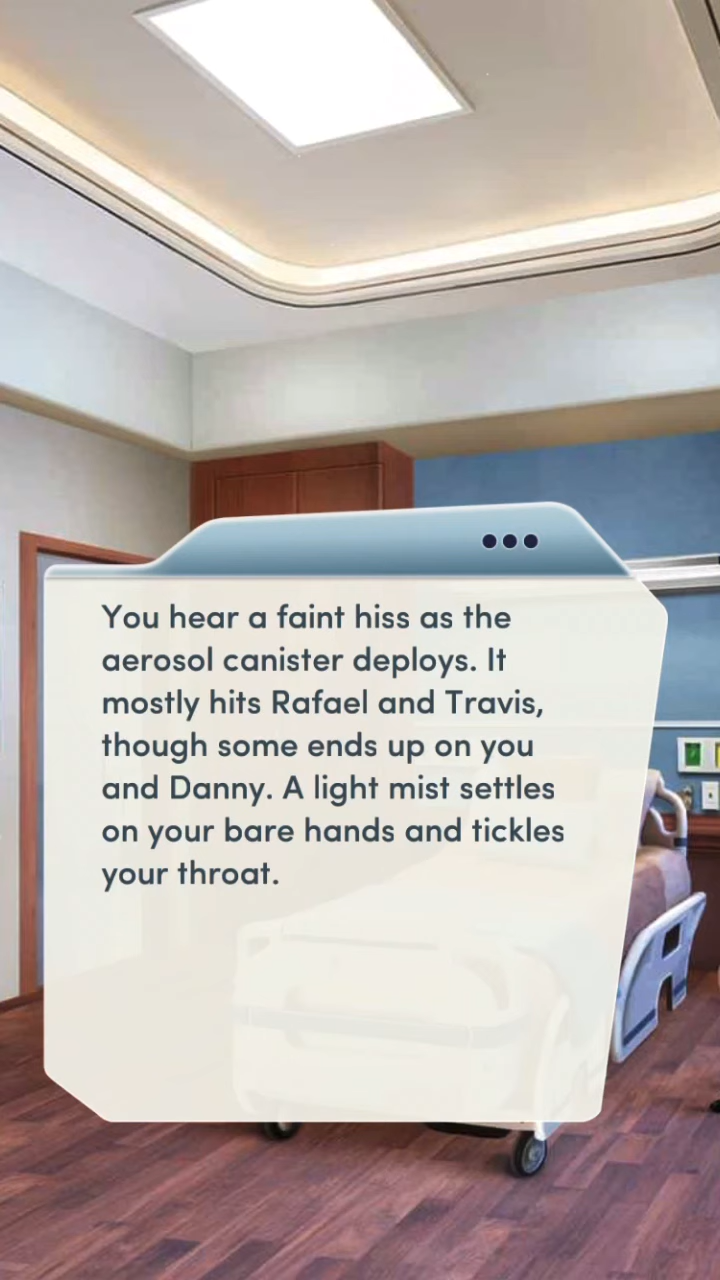 You hear a faint hiss as the
aerosol canister deploys. It
mostly hits Rafael and Travis,
though some ends up on you
and Danny. A light mist settles
on your bare hands and tickles
your throat.